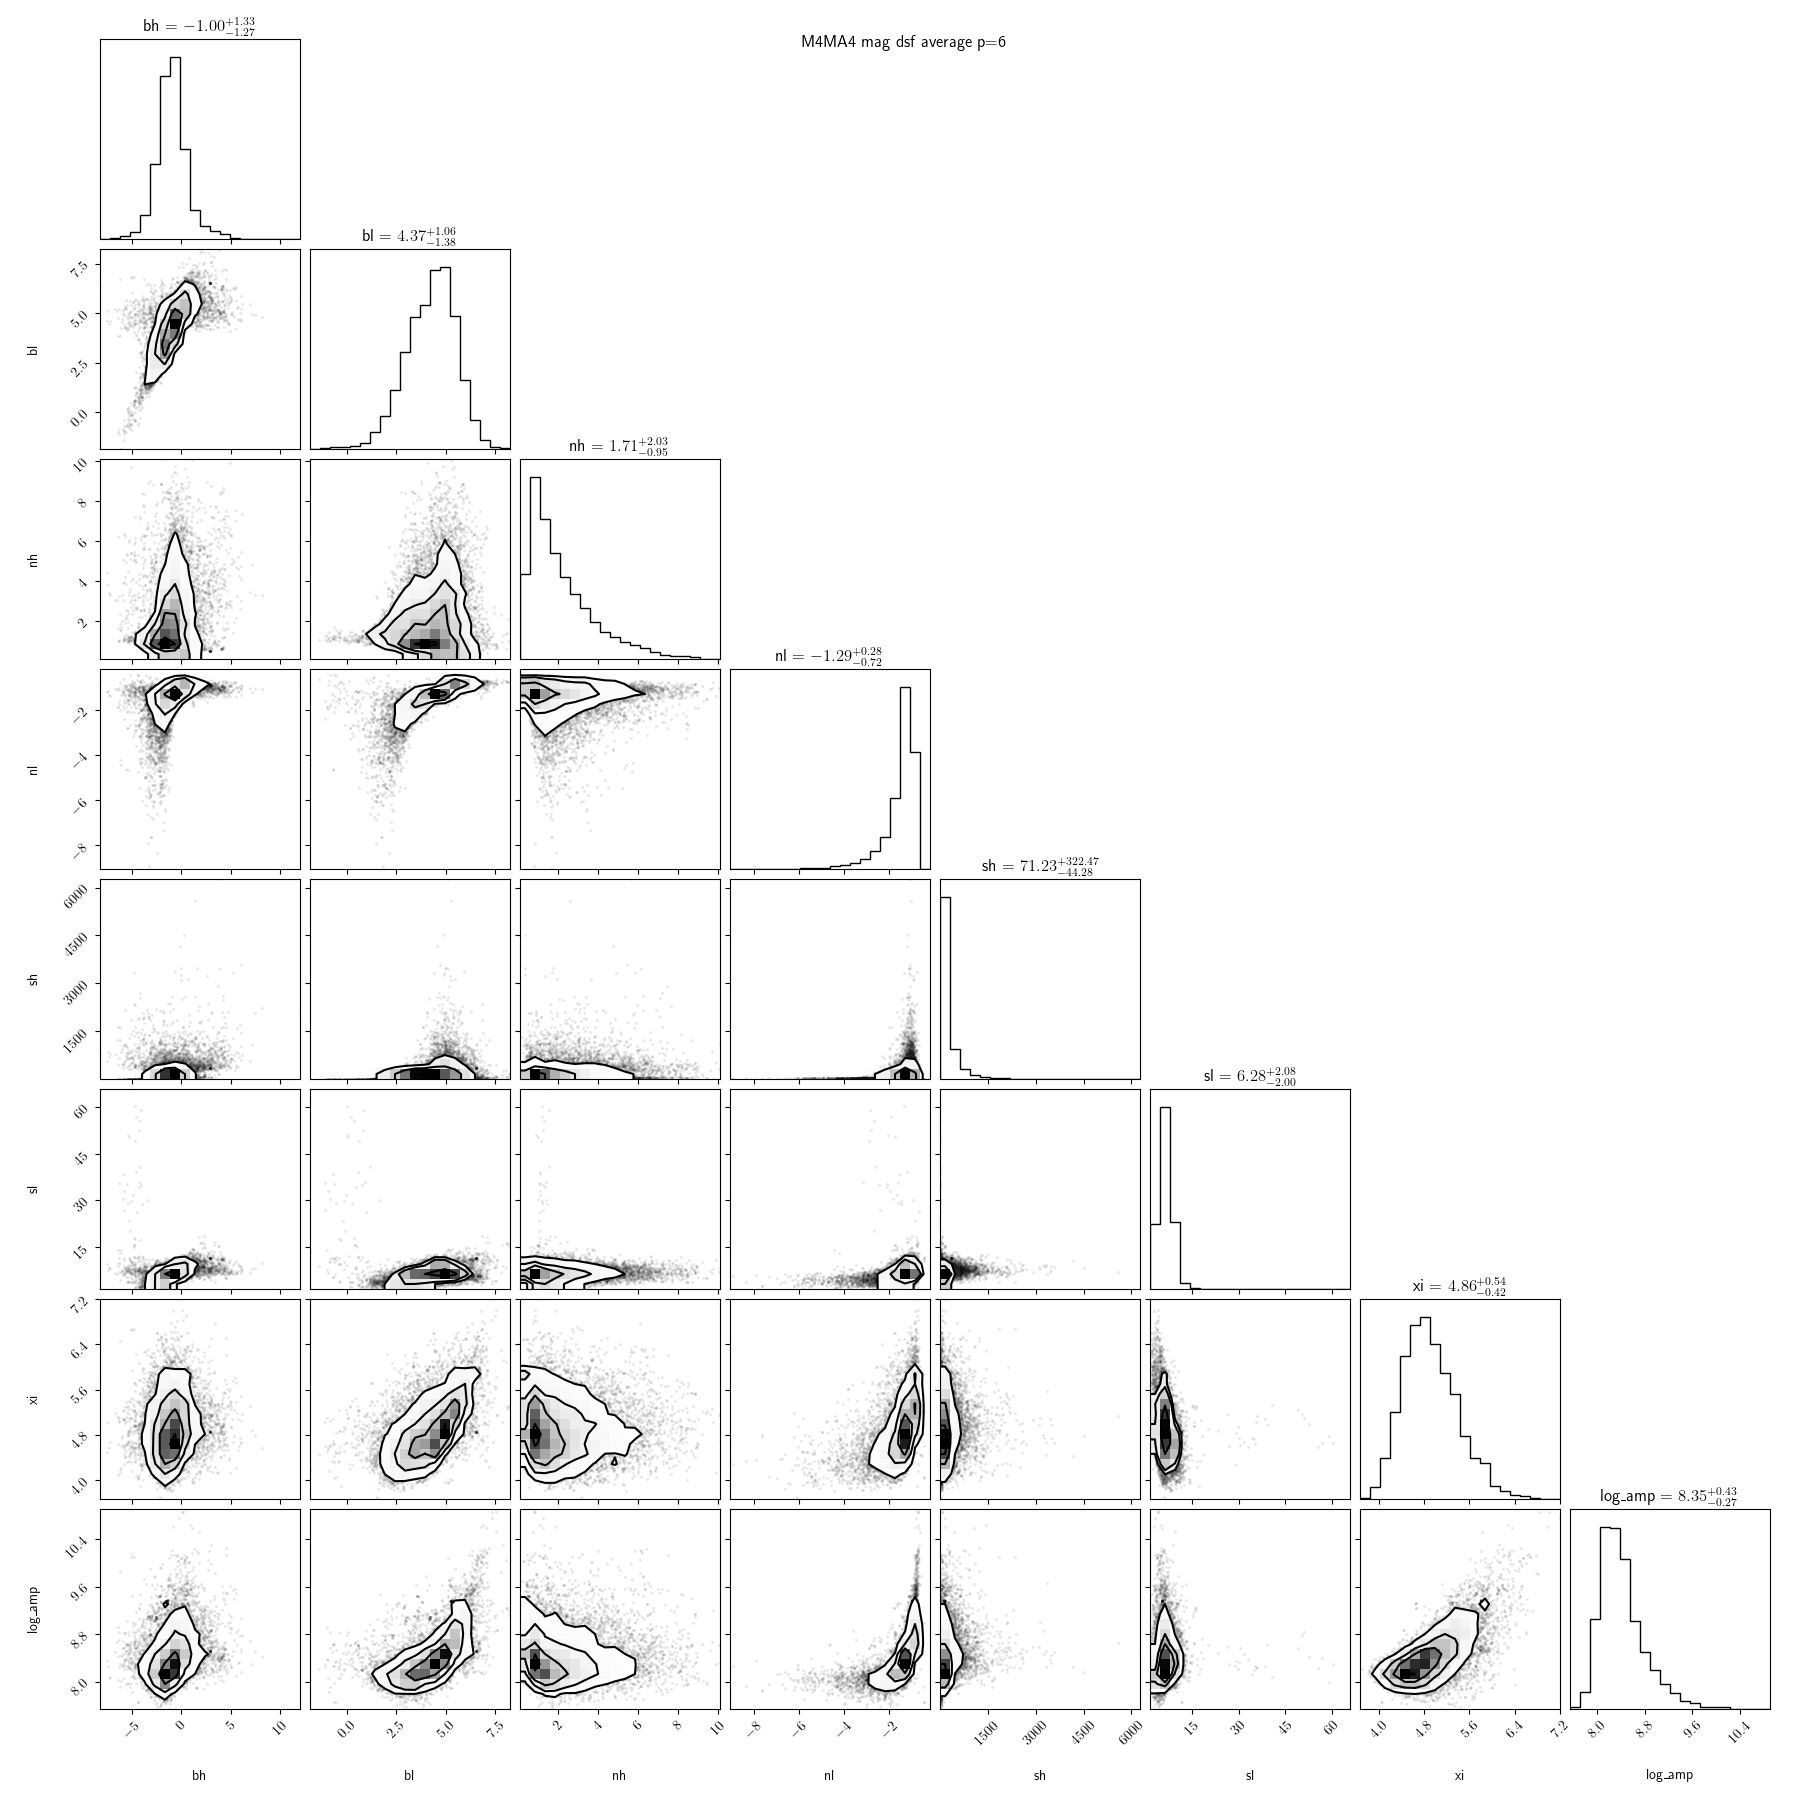 bh = −1.00+1.33−1.27
M4MA4 mag dsf average p=6
bl = 4.37+1.06−1.38
7.5
5.0
2.5
0.0
bl
nh = 1.71+2.03−0.95
10
8
6
4
2
nh
nl = −1.29+0.28−0.72
−2
−4
−6
−8
nl
sh = 71.23+322.47−44.28
6000
4500
3000
1500
sh
sl = 6.28+2.08−2.00
60
45
30
15
sl
xi = 4.86+0.54−0.42
7.2
6.4
5.6
4.8
4.0
xi
log_amp = 8.35+0.43−0.27
10.4
9.6
8.8
8.0
log_amp
−5 0 5 10 0.0 2.5 5.0 7.5 2 4 6 8 10 −8 −6 −4 −2 1500 3000 4500 6000 15 30 45 60 4.0 4.8 5.6 6.4 7.2 8.0 8.8 9.6 10.4
bh bl nh nl sh sl xi log_amp